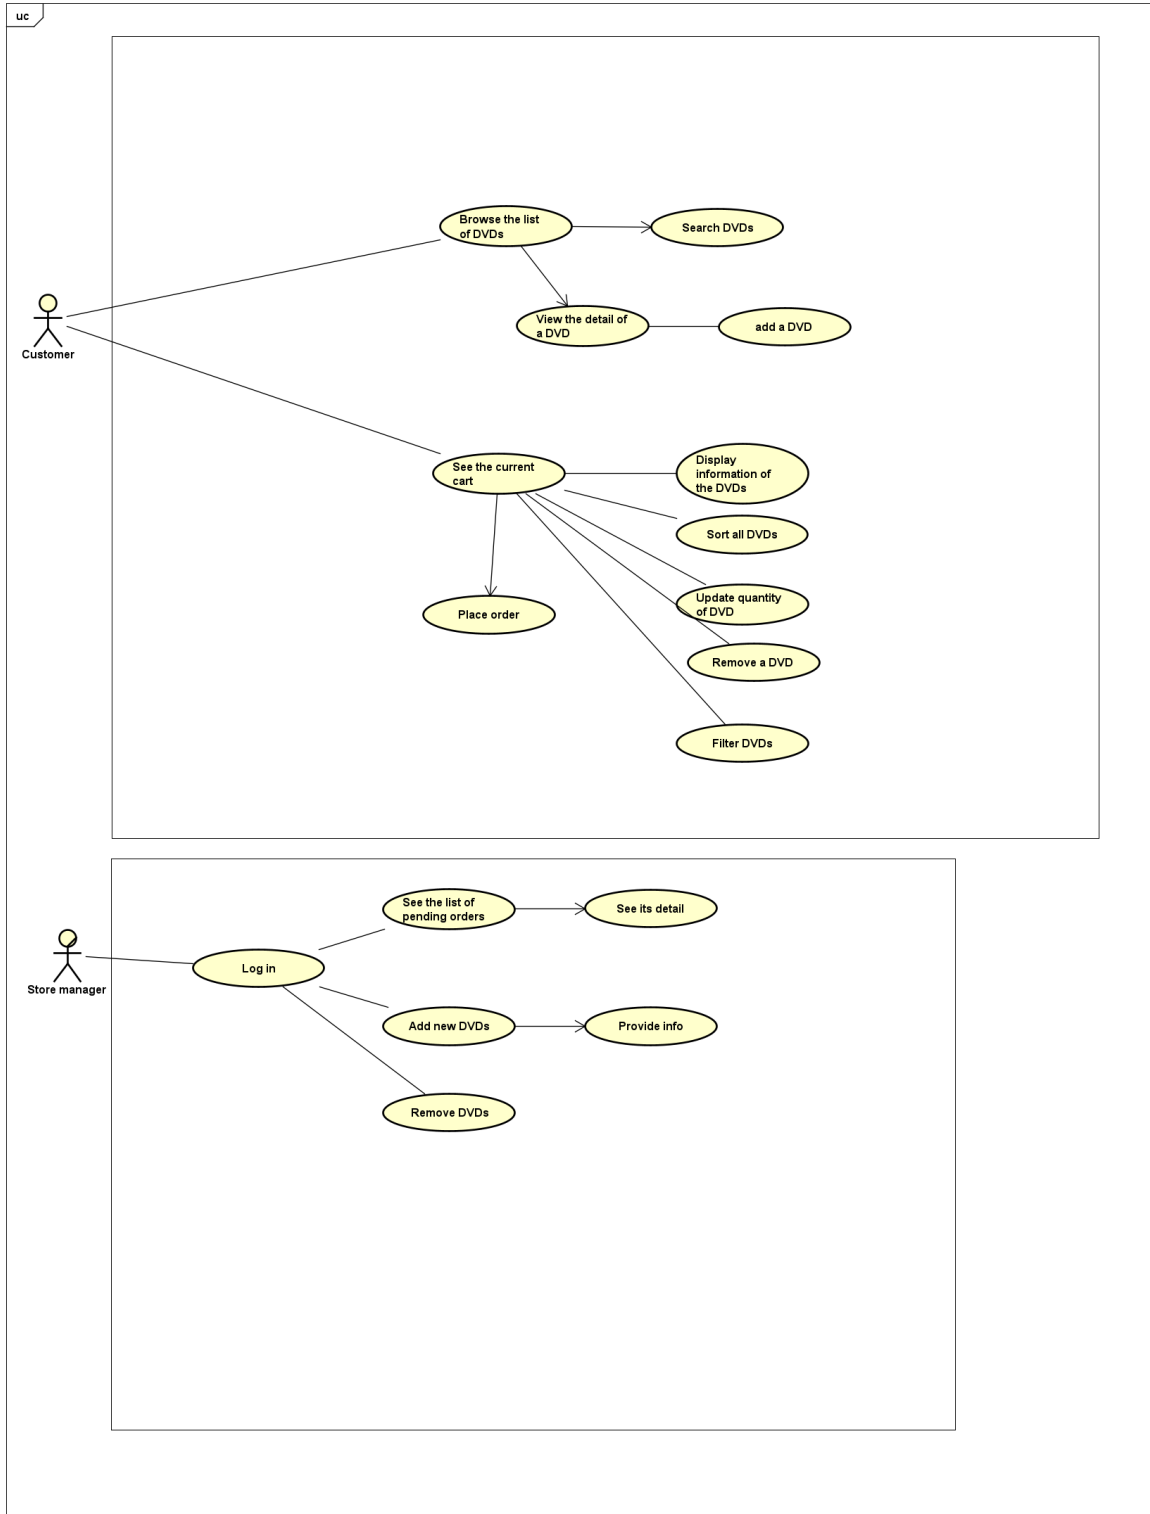 uc
Browse the list
of DVDs
Search DVDs
View the detail of
a DVD
add a DVD
Customer
See the current
cart
Display
information of
the DVDs
Sort all DVDs
Update quantity
of DVD
Place order
Remove a DVD
Filter DVDs
See the list of
pending orders
See its detail
Log in
Store manager
Add new DVDs
Provide info
Remove DVDs